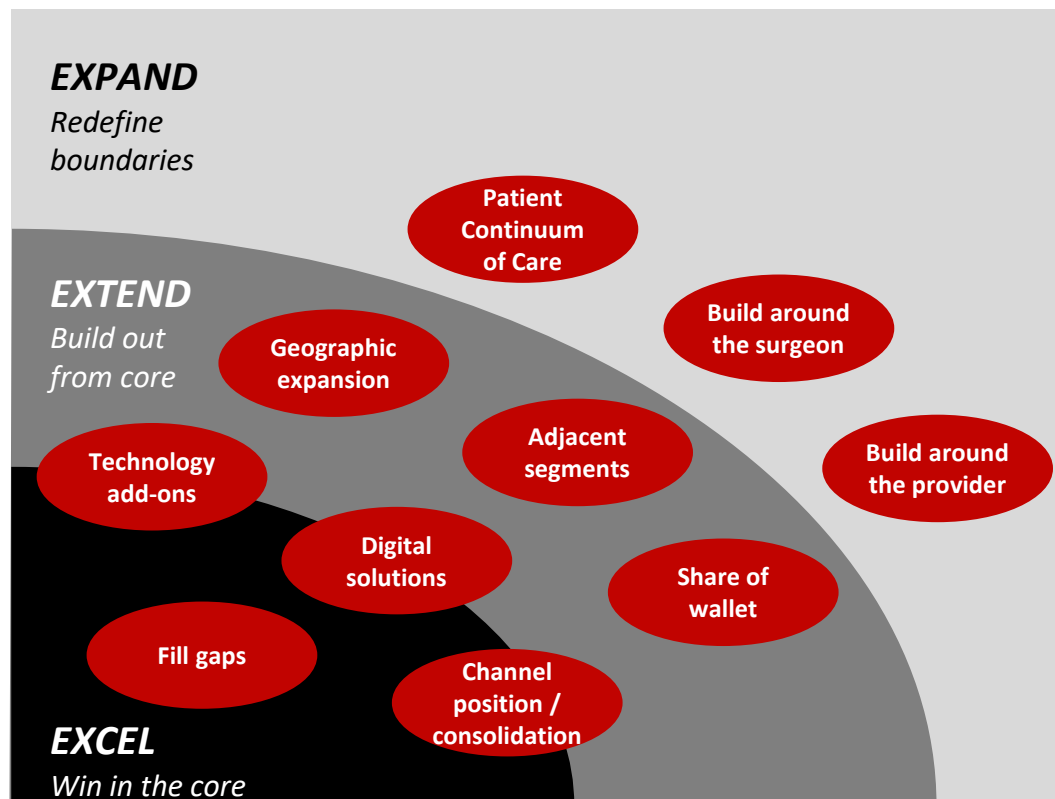 EXPAND
Redefine
boundaries
Patient
Continuum
of Care
EXTEND
Build out
from core
Geographic
expansion
Build around
the surgeon
Adjacent
segments
Build around
the provider
Technology
add-ons
Digital
solutions
Share of
wallet
Fill gaps
Channel
position /
consolidation
EXCEL
Win in the core